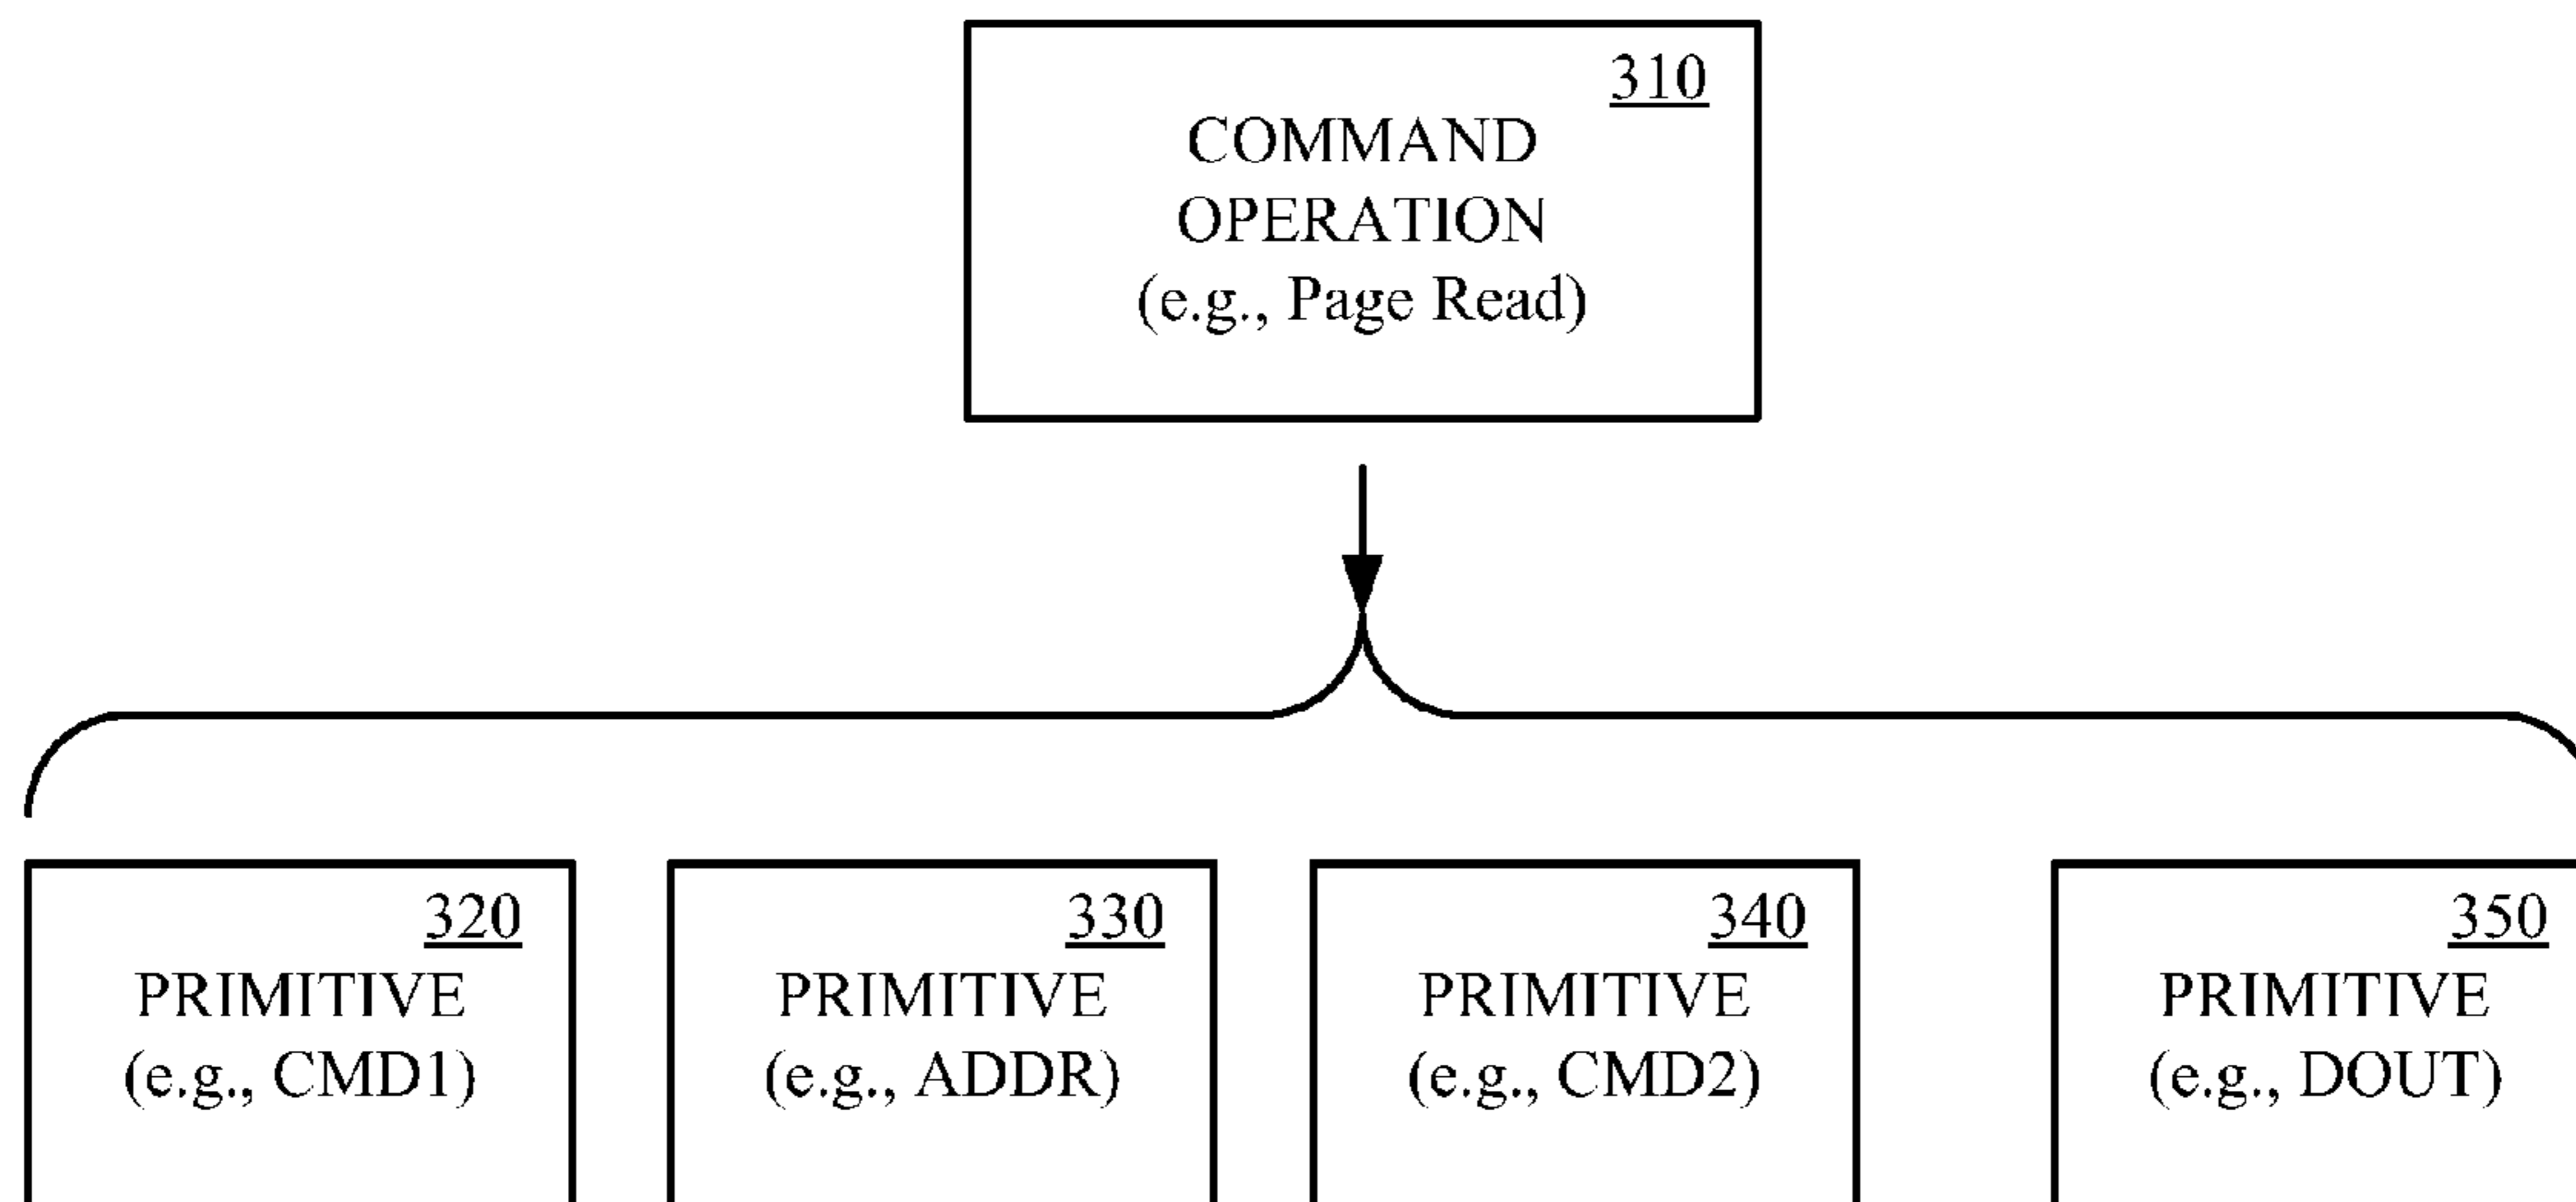 310
COMMAND
OPERATION
(e.g., Page Read)
320
PRIMITIVE
(e.g., CMD1)
330
PRIMITIVE
(e.g., ADDR)
340
PRIMITIVE
(e.g., CMD2)
350
PRIMITIVE
(e.g., DOUT)